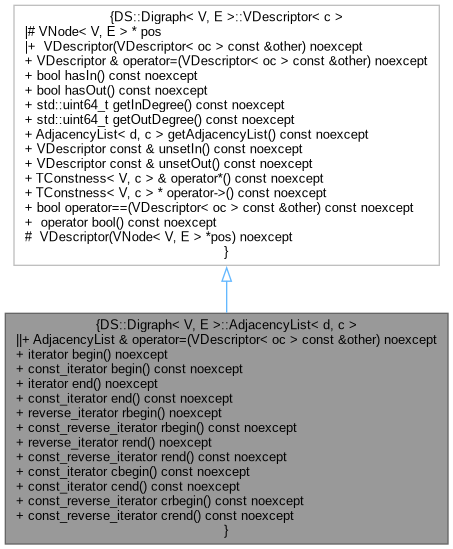 {DS::Digraph< V, E >::VDescriptor< c >
|# VNode< V, E > * pos
|+  VDescriptor(VDescriptor< oc > const &other) noexcept
+ VDescriptor & operator=(VDescriptor< oc > const &other) noexcept
+ bool hasIn() const noexcept
+ bool hasOut() const noexcept
+ std::uint64_t getInDegree() const noexcept
+ std::uint64_t getOutDegree() const noexcept
+ AdjacencyList< d, c > getAdjacencyList() const noexcept
+ VDescriptor const & unsetIn() const noexcept
+ VDescriptor const & unsetOut() const noexcept
+ TConstness< V, c > & operator*() const noexcept
+ TConstness< V, c > * operator->() const noexcept
+ bool operator==(VDescriptor< oc > const &other) const noexcept
+  operator bool() const noexcept
#  VDescriptor(VNode< V, E > *pos) noexcept
}
{DS::Digraph< V, E >::AdjacencyList< d, c >
||+ AdjacencyList & operator=(VDescriptor< oc > const &other) noexcept
+ iterator begin() noexcept
+ const_iterator begin() const noexcept
+ iterator end() noexcept
+ const_iterator end() const noexcept
+ reverse_iterator rbegin() noexcept
+ const_reverse_iterator rbegin() const noexcept
+ reverse_iterator rend() noexcept
+ const_reverse_iterator rend() const noexcept
+ const_iterator cbegin() const noexcept
+ const_iterator cend() const noexcept
+ const_reverse_iterator crbegin() const noexcept
+ const_reverse_iterator crend() const noexcept
}